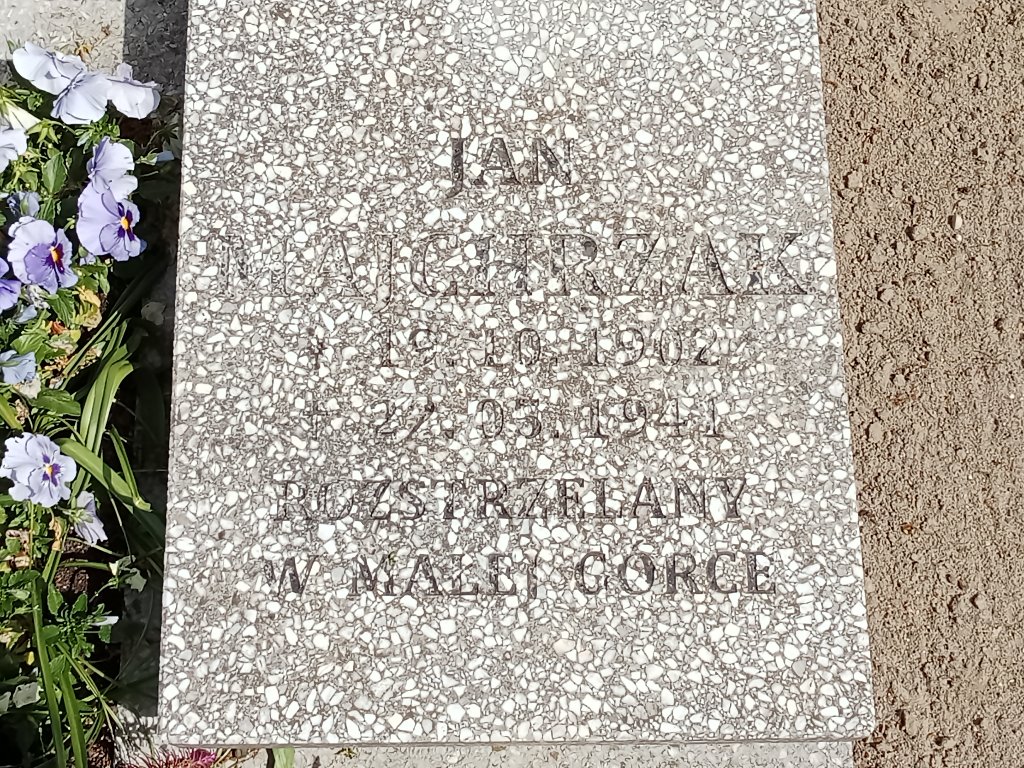 JAN
MAJCHRZAK
* 19.10.1902
† 22.05.1941
ROZSTRZELANY
W MAŁEJ GÓRCE